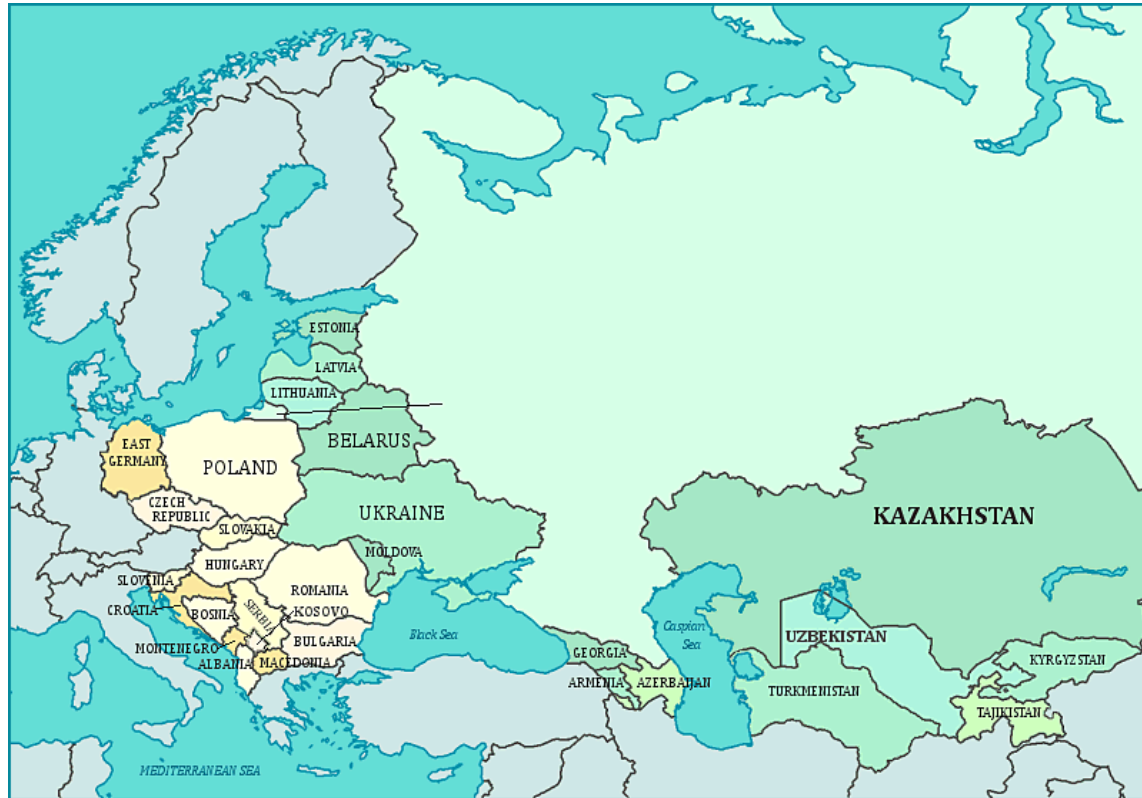 ESTONIA
LATVIA
LITHUANIA
BELARUS
EAST
GERMANY
POLAND
CZECH
REPUBLIC
UKRAINE
KAZAKHSTAN
SLOVAKIA
MOLDOVA
HUNGARY
SLOVENIA
ROMANIA
CROATIA
BOSNIA
SERBIA
KOSOVO
Black Sea
Caspian
Sea
UZBEKISTAN
MONTENEGRO
BULGARIA
ALBANIA
MACEDONIA
GEORGIA
KYRGYZSTAN
ARMENIA
AZERBAIJAN
TURKMENISTAN
TAJIKISTAN
MEDITERRANEAN SEA